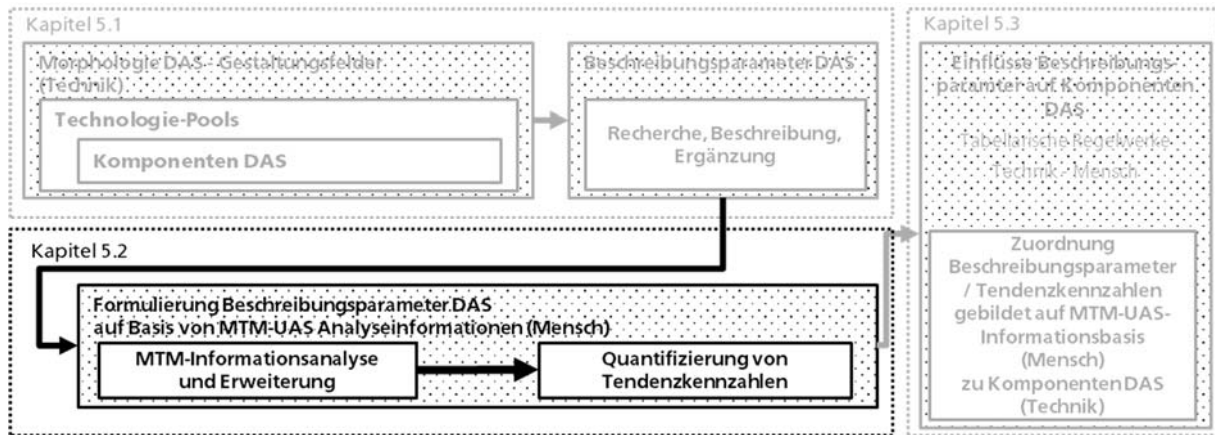 Kapitel 5.1
Morphologie DAS - Gestaltungsfelder
(Technik)
Technologie-Pools
Komponenten DAS
Beschreibungsparameter DAS
Recherche, Beschreibung,
Ergänzung
Kapitel 5.2
Formulierung Beschreibungsparameter DAS
auf Basis von MTM-UAS Analyseinformationen (Mensch)
MTM-Informationsanalyse
und Erweiterung
Quantifizierung von
Tendenzkennzahlen
Kapitel 5.3
Einflüsse Beschreibungs-
paramter auf Komponenten
DAS
Tabellarische Regelwerke
Technik - Mensch
Zuordnung
Beschreibungsparameter
/ Tendenzkennzahlen
gebildet auf MTM-UAS-
Informationsbasis
(Mensch)
zu Komponenten DAS
(Technik)